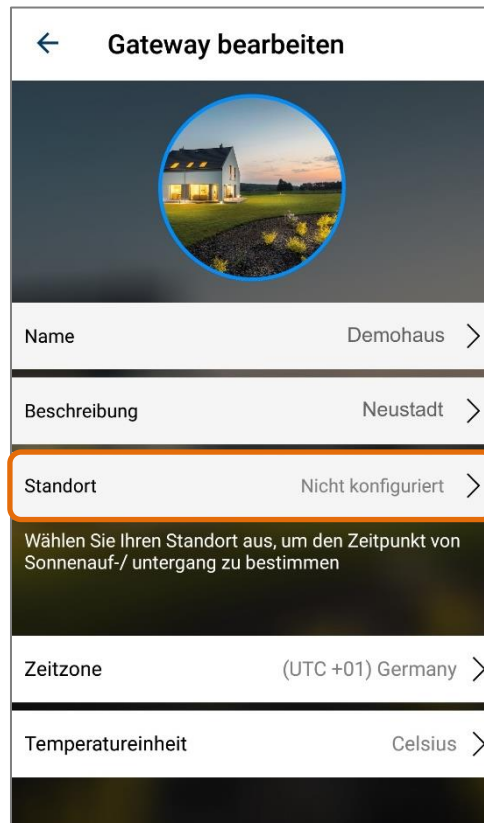 Gateway bearbeiten
Name Demohaus
Beschreibung Neustadt
Standort Nicht konfiguriert
Wählen Sie Ihren Standort aus, um den Zeitpunkt von
Sonnenauf-/ untergang zu bestimmen
Zeitzone (UTC +01) Germany
Temperatureinheit Celsius